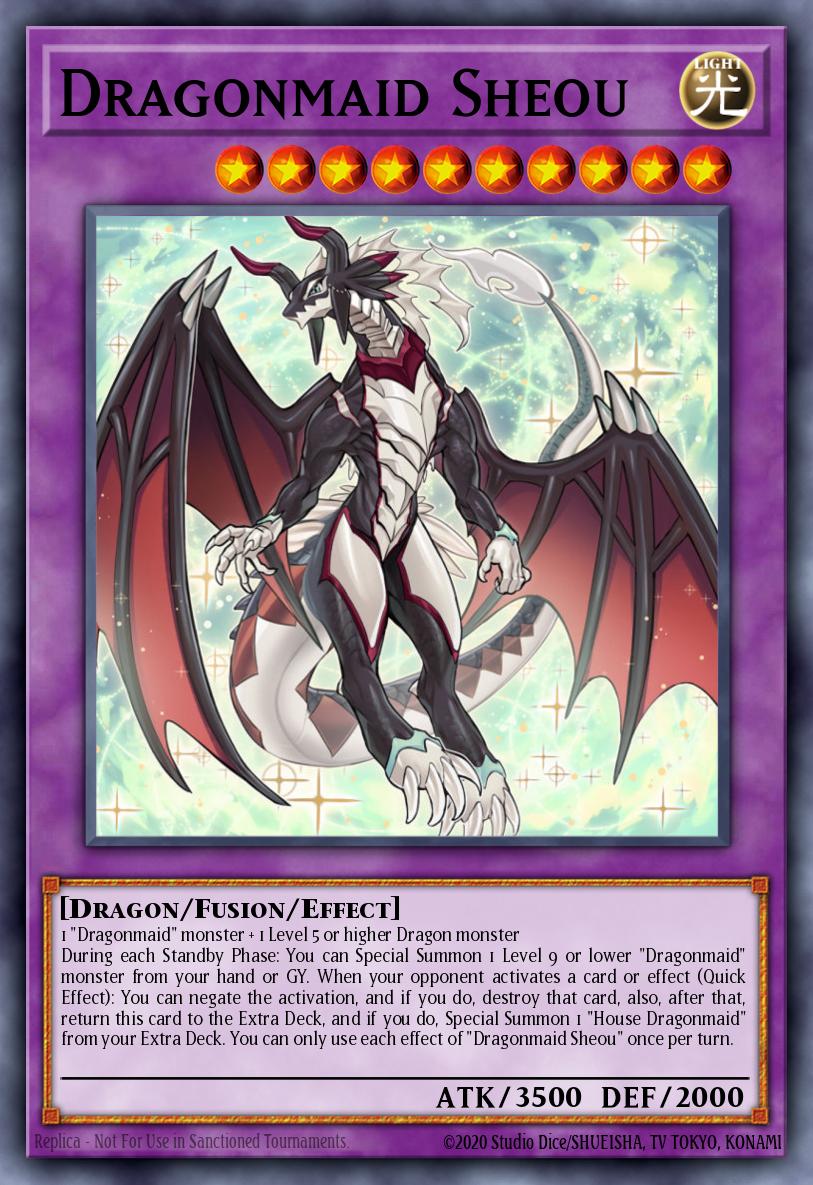 Dragonmaid Sheou
LIGHT
光
[Dragon/Fusion/Effect]
1 "Dragonmaid" monster + 1 Level 5 or higher Dragon monster
During each Standby Phase: You can Special Summon 1 Level 9 or lower "Dragonmaid"
monster from your hand or GY. When your opponent activates a card or effect (Quick
Effect): You can negate the activation, and if you do, destroy that card, also, after that,
return this card to the Extra Deck, and if you do, Special Summon 1 "House Dragonmaid"
from your Extra Deck. You can only use each effect of "Dragonmaid Sheou" once per turn.
ATK/3500 DEF/2000
Replica - Not For Use in Sanctioned Tournaments.
©2020 Studio Dice/SHUEISHA, TV TOKYO, KONAMI